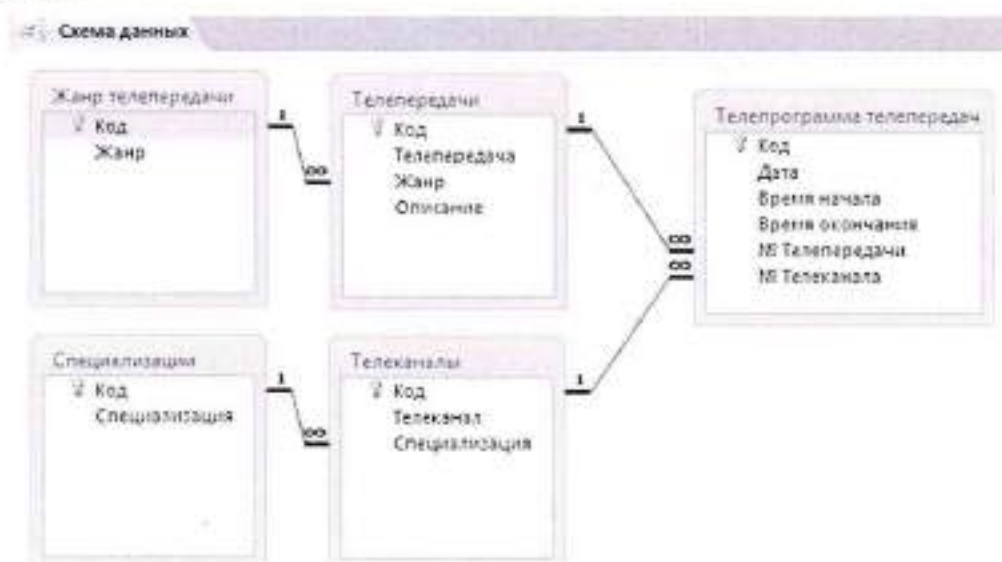 Схема данных
Жанр телепередачи
Код
Жанр
1
∞
Телепередачи
Код
Телепередача
Жанр
Описание
1
∞
Телепрограмма телепередач
Код
Дата
Время начала
Время окончания
№ Телепередачи
№ Телеканала
Специализации
Код
Специализация
1
∞
Телеканалы
Код
Телеканал
Специализация
1
∞